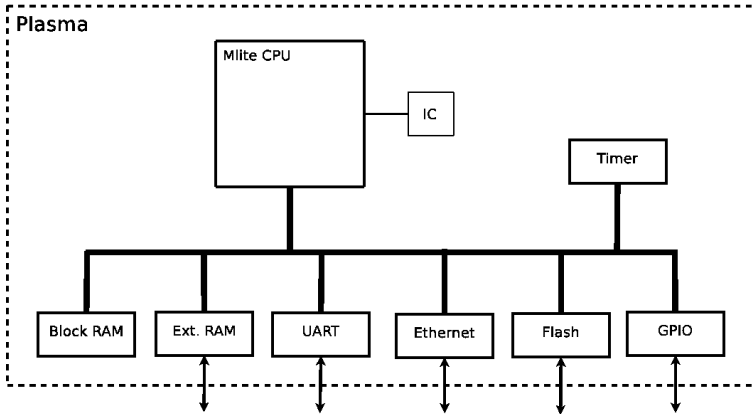 Plasma
Mlite CPU
IC
Timer
Block RAM
Ext. RAM
UART
Ethernet
Flash
GPIO